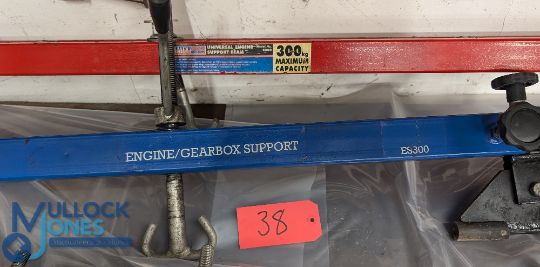 UNIVERSAL ENGINE
SUPPORT BEAM
300kg
MAXIMUM
CAPACITY
ENGINE/GEARBOX SUPPORT
ES300
38
MULLOCK
JONES